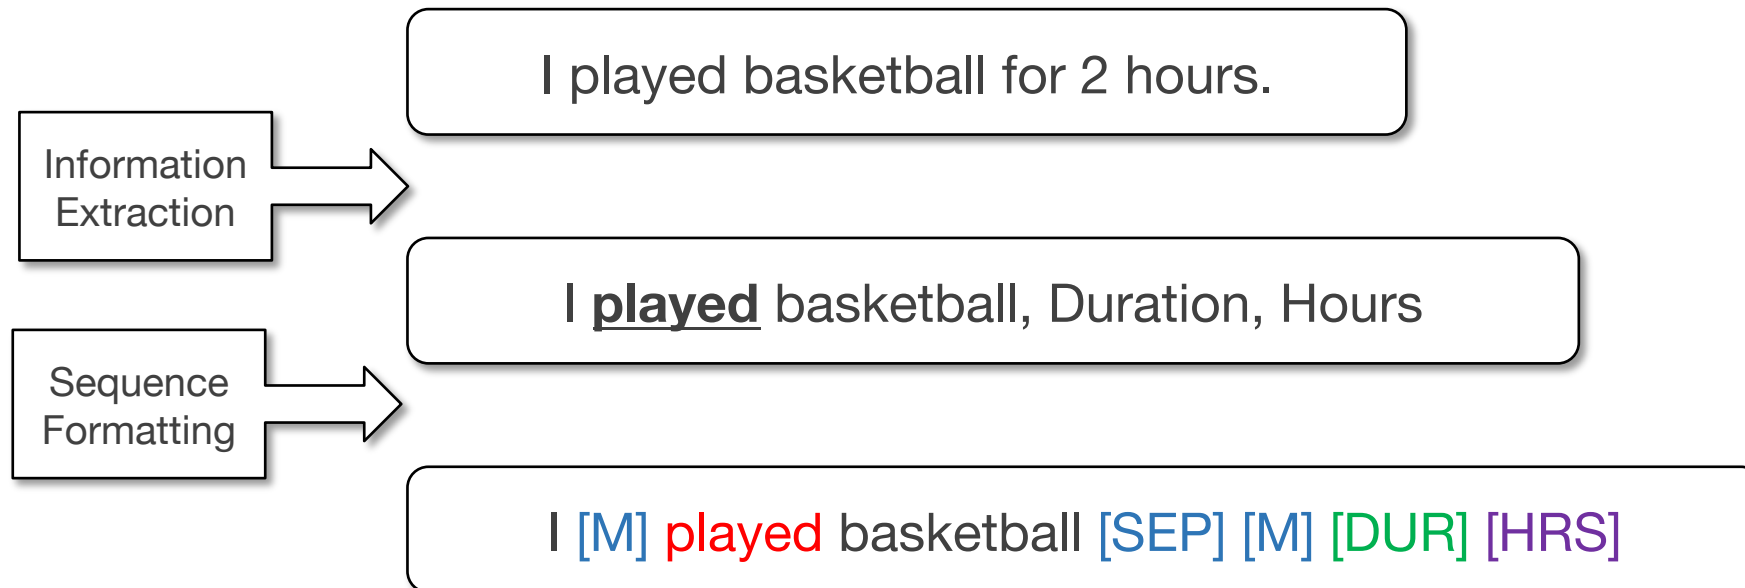 I played basketball for 2 hours.
Information
Extraction
I played basketball, Duration, Hours
Sequence
Formatting
I [M] played basketball [SEP] [M] [DUR] [HRS]